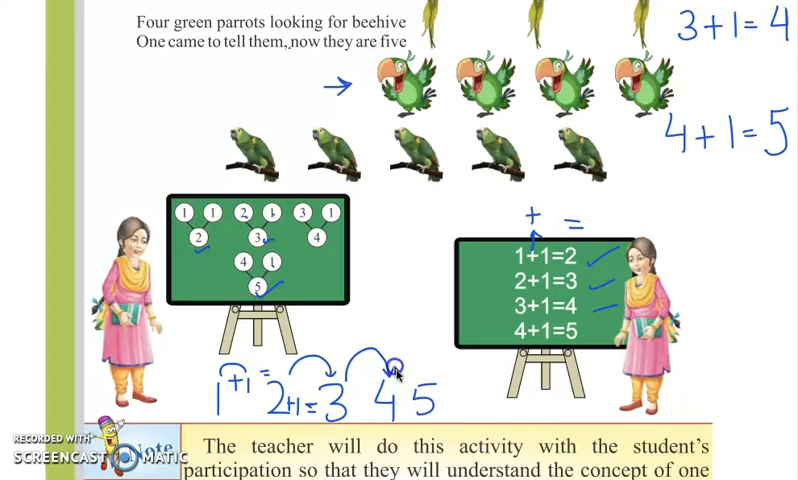 Four green parrots looking for beehive
One came to tell them, now they are five
3+1=4
4+1=5
1 1 2 1 3 1
2 3 4
4 1
5
+ =
1+1=2
2+1=3
3+1=4
4+1=5
1 +1 = 2 +1 = 3 4 5
Note
The teacher will do this activity with the student's
participation so that they will understand the concept of one
RECORDED WITH
SCREENCAST MATIC